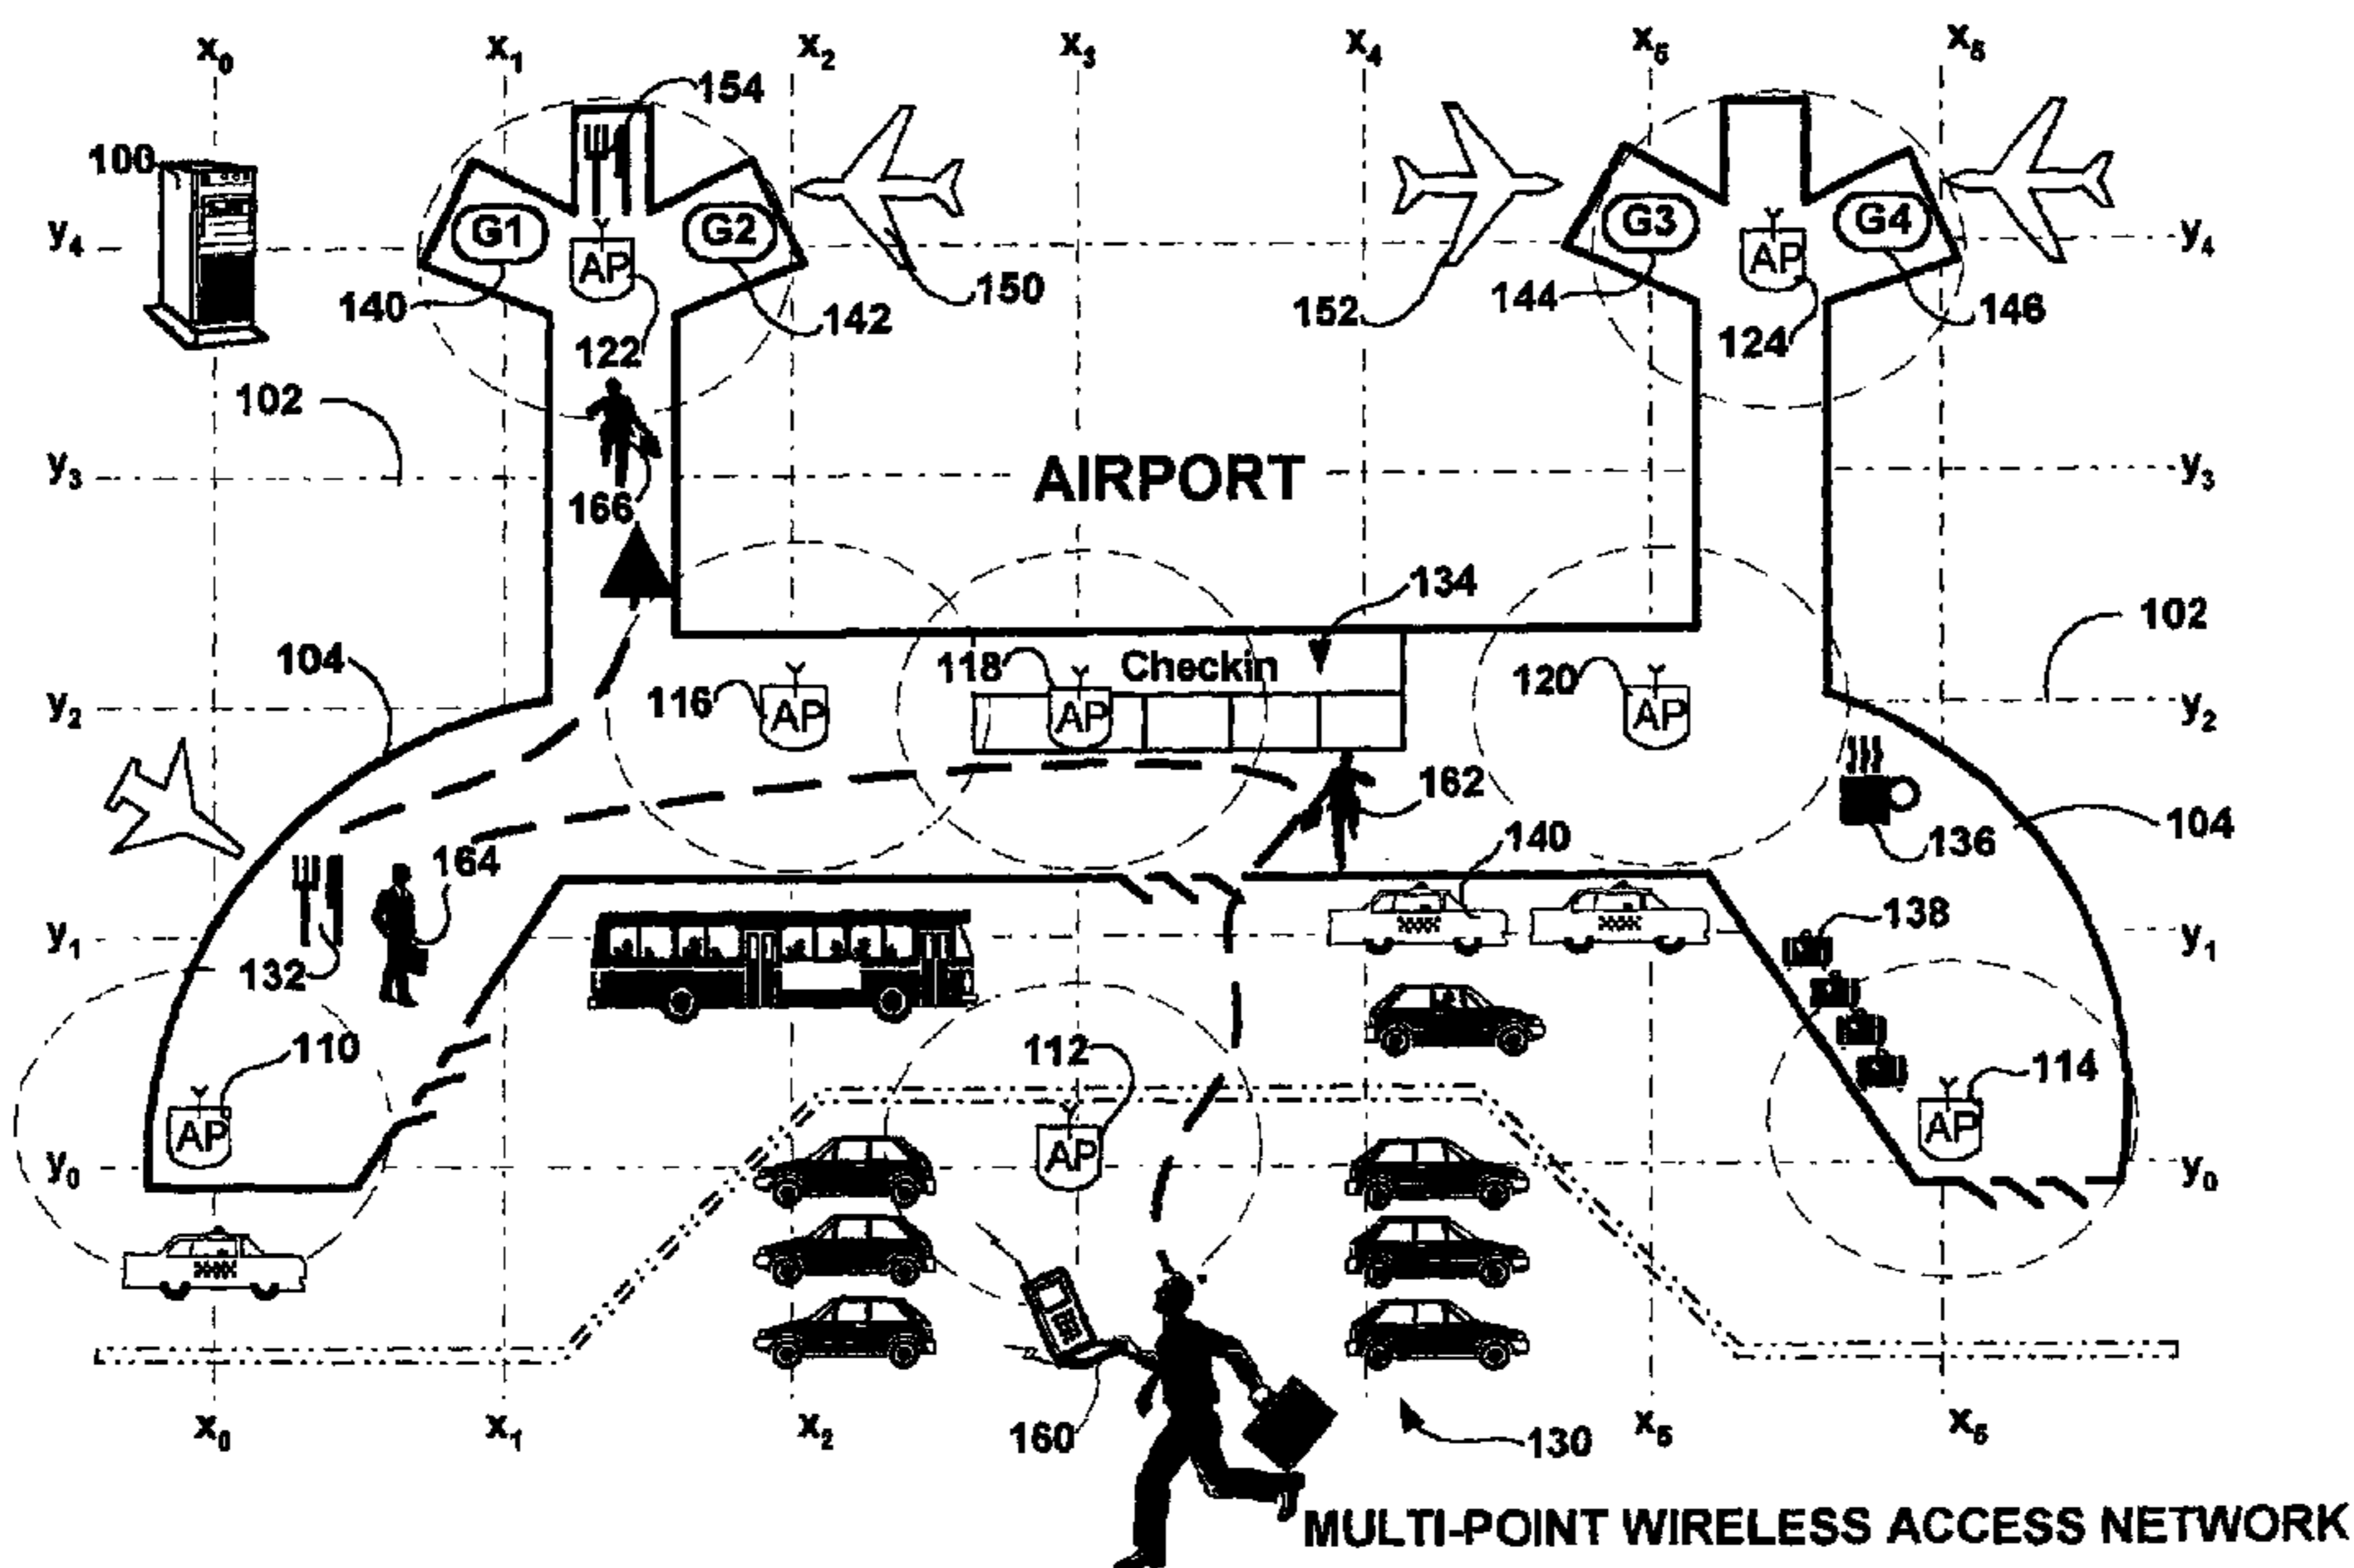 x0 x1 x2 x3 x4 x5 x5
154
100
G1 G2 G3 G4
y4 AP AP y4
140 150 144 146
142 152 124
122
102
y3 AIRPORT y3
166
134
102
104 118 Checkin
116 120
y2 AP AP AP y2
162
104
140 136
164
138
y1 y1
132
110 112 114
AP AP AP
y0 y0
160 130
x0 x1 x2 x5 x5
MULTI-POINT WIRELESS ACCESS NETWORK